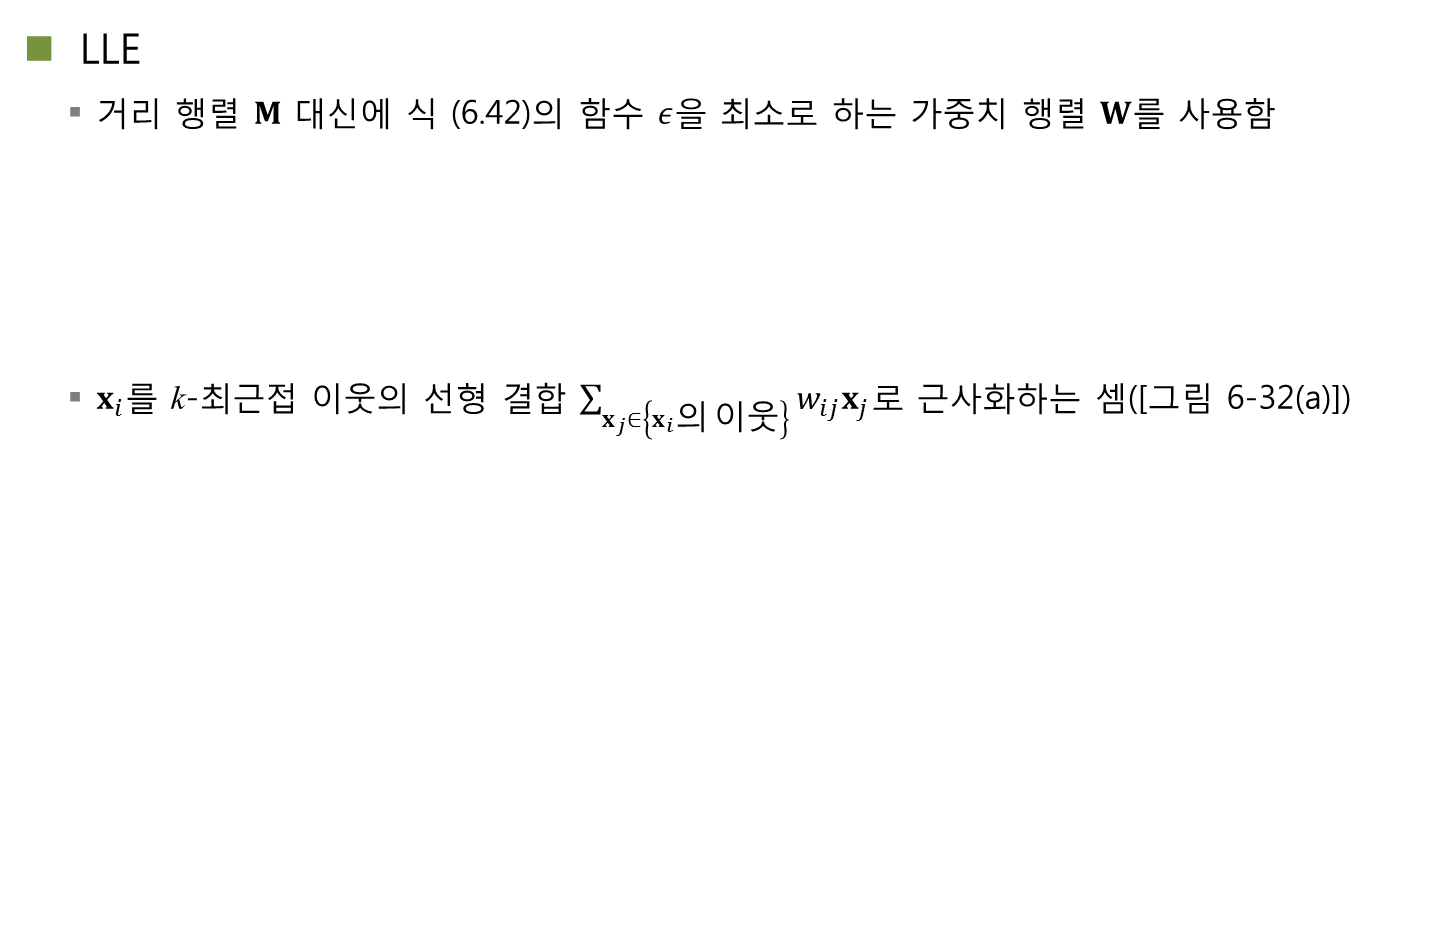 LLE
거리 행렬 M 대신에 식 (6.42)의 함수 ϵ을 최소로 하는 가중치 행렬 W를 사용함
x_i를 k-최근접 이웃의 선형 결합 ∑_{x_j∈{x_i의 이웃}} w_{ij}x_j로 근사화하는 셈([그림 6-32(a)])